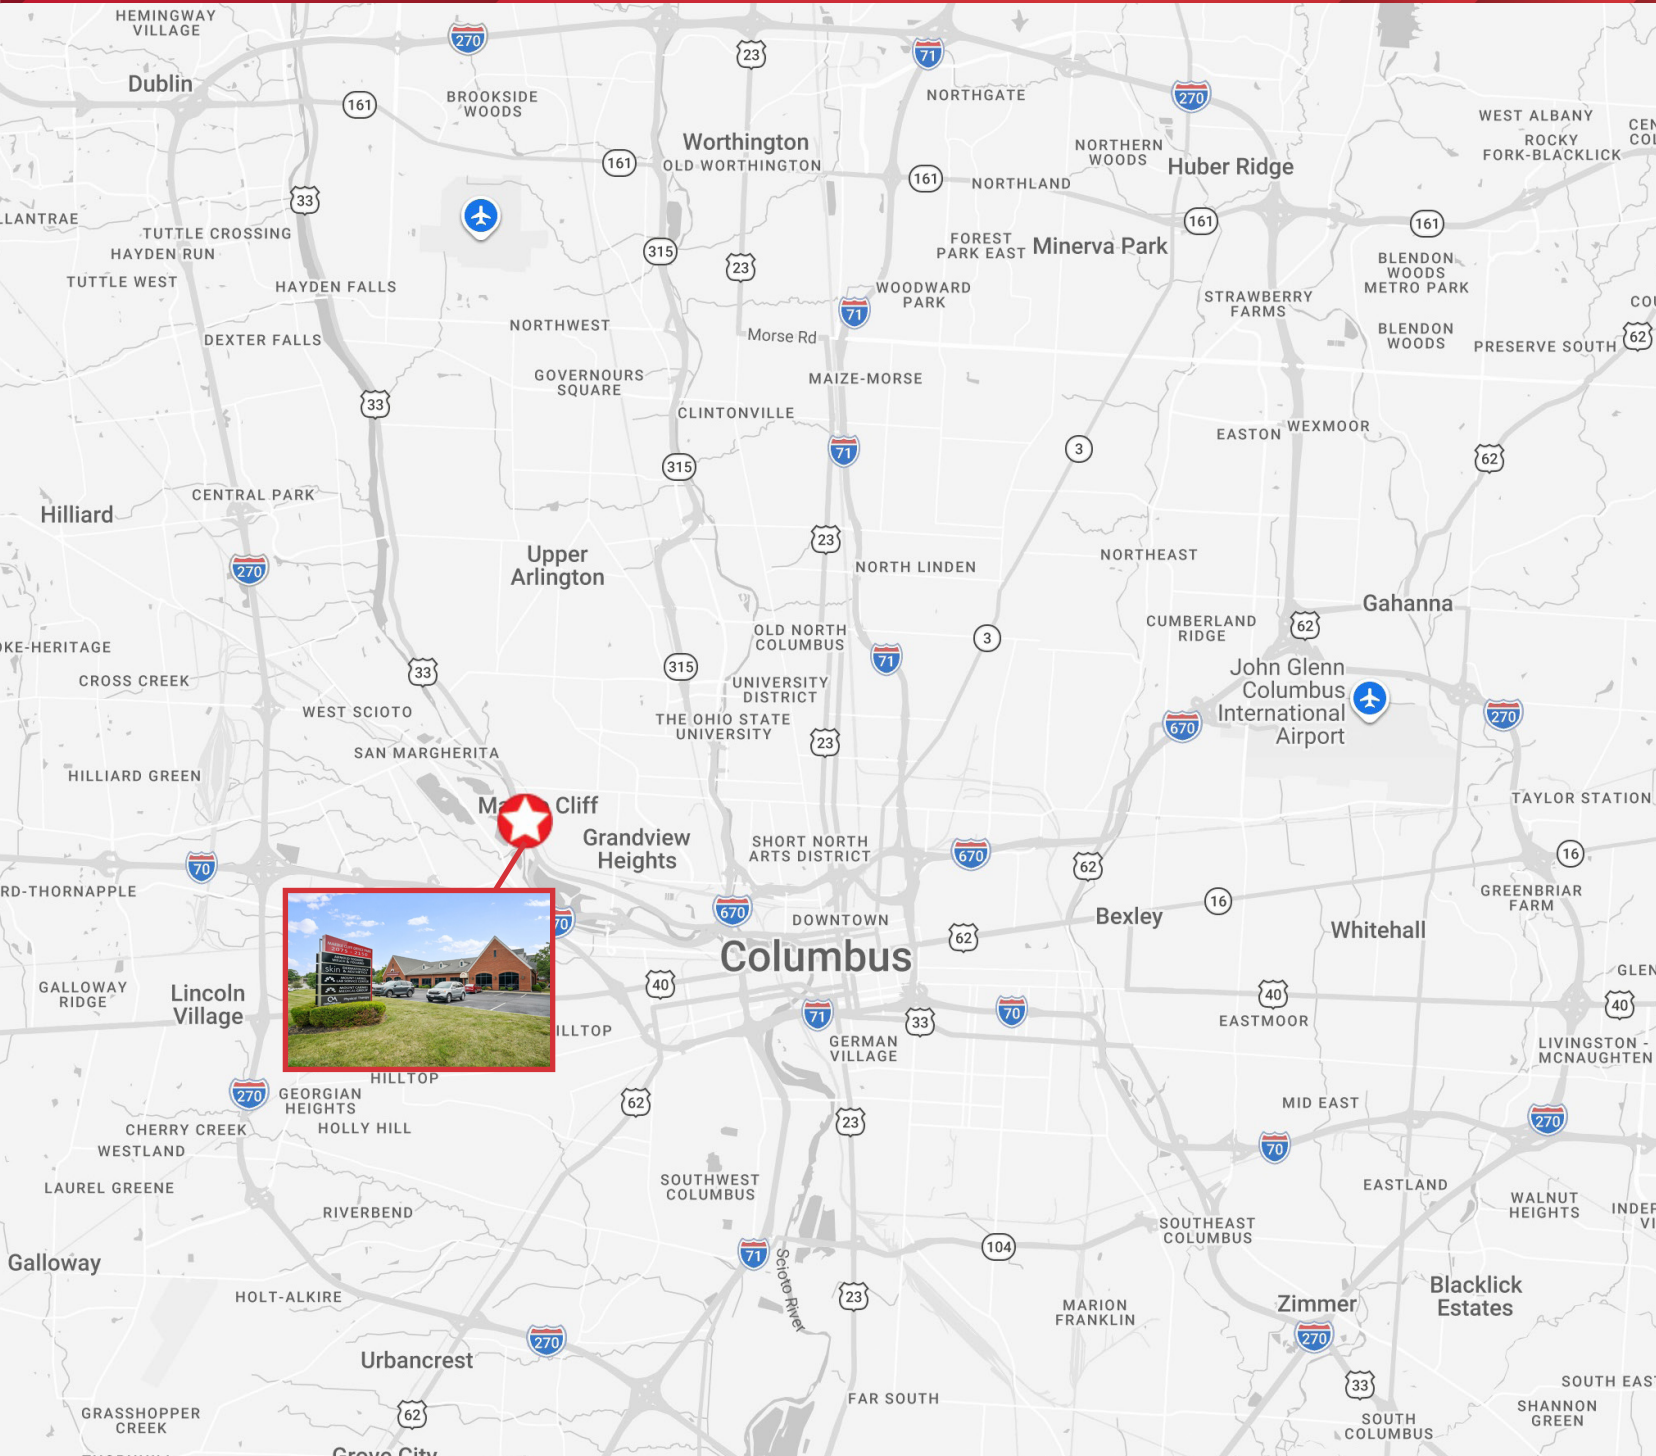 HEMINGWAY
VILLAGE
270
23
71
Dublin
161
BROOKSIDE
WOODS
NORTHGATE
270
WEST ALBANY
ROCKY
FORK-BLACKLICK
Worthington
OLD WORTHINGTON
161
161
NORTHLAND
NORTHERN
WOODS
Huber Ridge
161
161
33
TUTTLE CROSSING
HAYDEN RUN
TUTTLE WEST
HAYDEN FALLS
315
23
FOREST
PARK EAST
Minerva Park
BLENDON
WOODS
METRO PARK
WOODWARD
PARK
71
STRAWBERRY
FARMS
NORTHWEST
Morse Rd
DEXTER FALLS
BLENDON
WOODS
PRESERVE SOUTH
62
GOVERNOURS
SQUARE
MAIZE-MORSE
33
CLINTONVILLE
EASTON
WEXMOOR
71
3
62
315
CENTRAL PARK
Hilliard
23
Upper
Arlington
270
NORTH LINDEN
NORTHEAST
Gahanna
CUMBERLAND
RIDGE
62
OLD NORTH
COLUMBUS
3
71
315
33
CROSS CREEK
UNIVERSITY
DISTRICT
John Glenn
Columbus
International
Airport
WEST SCIOTO
THE OHIO STATE
UNIVERSITY
23
670
270
SAN MARGHERITA
HILLIARD GREEN
TAYLOR STATION
Cliff
Grandview
Heights
SHORT NORTH
ARTS DISTRICT
670
62
16
70
GREENBRIAR
FARM
16
670
DOWNTOWN
62
Bexley
Whitehall
Columbus
GALLOWAY
RIDGE
Lincoln
Village
40
40
40
71
33
70
EASTMOOR
GERMAN
VILLAGE
LIVINGSTON -
MCNAUGHTEN
HILLTOP
270
GEORGIAN
HEIGHTS
62
23
MID EAST
270
CHERRY CREEK
HOLLY HILL
WESTLAND
70
LAUREL GREENE
SOUTHWEST
COLUMBUS
EASTLAND
WALNUT
HEIGHTS
RIVERBEND
SOUTHEAST
COLUMBUS
Galloway
71
Scioto River
104
HOLT-ALKIRE
23
MARION
FRANKLIN
Zimmer
Blacklick
Estates
270
270
Urbancrest
33
62
FAR SOUTH
GRASSHOPPER
CREEK
SOUTH
COLUMBUS
SHANNON
GREEN
Grove City